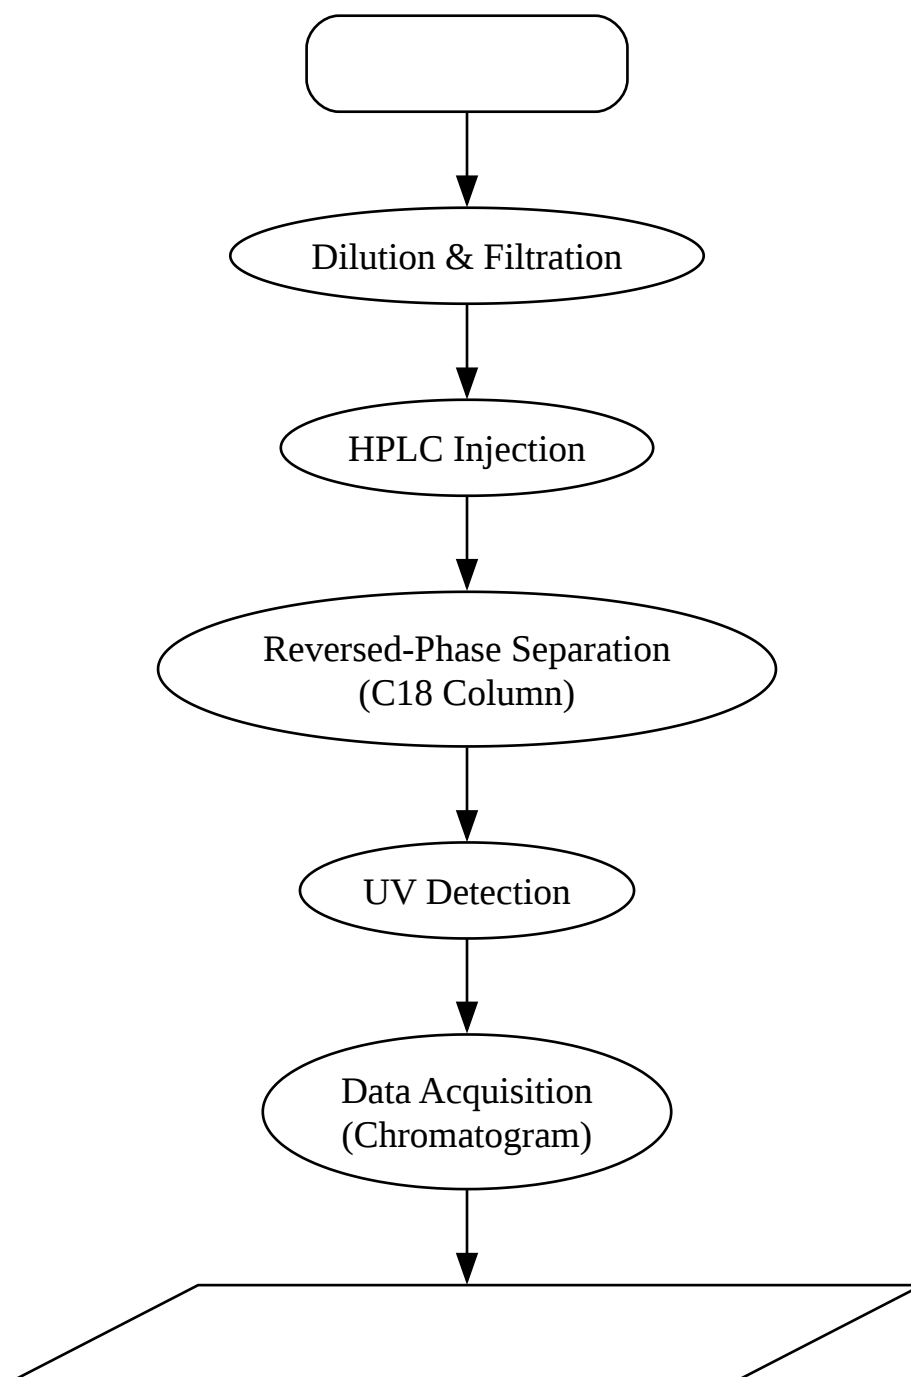 Dilution & Filtration
HPLC Injection
Reversed-Phase Separation
(C18 Column)
UV Detection
Data Acquisition
(Chromatogram)